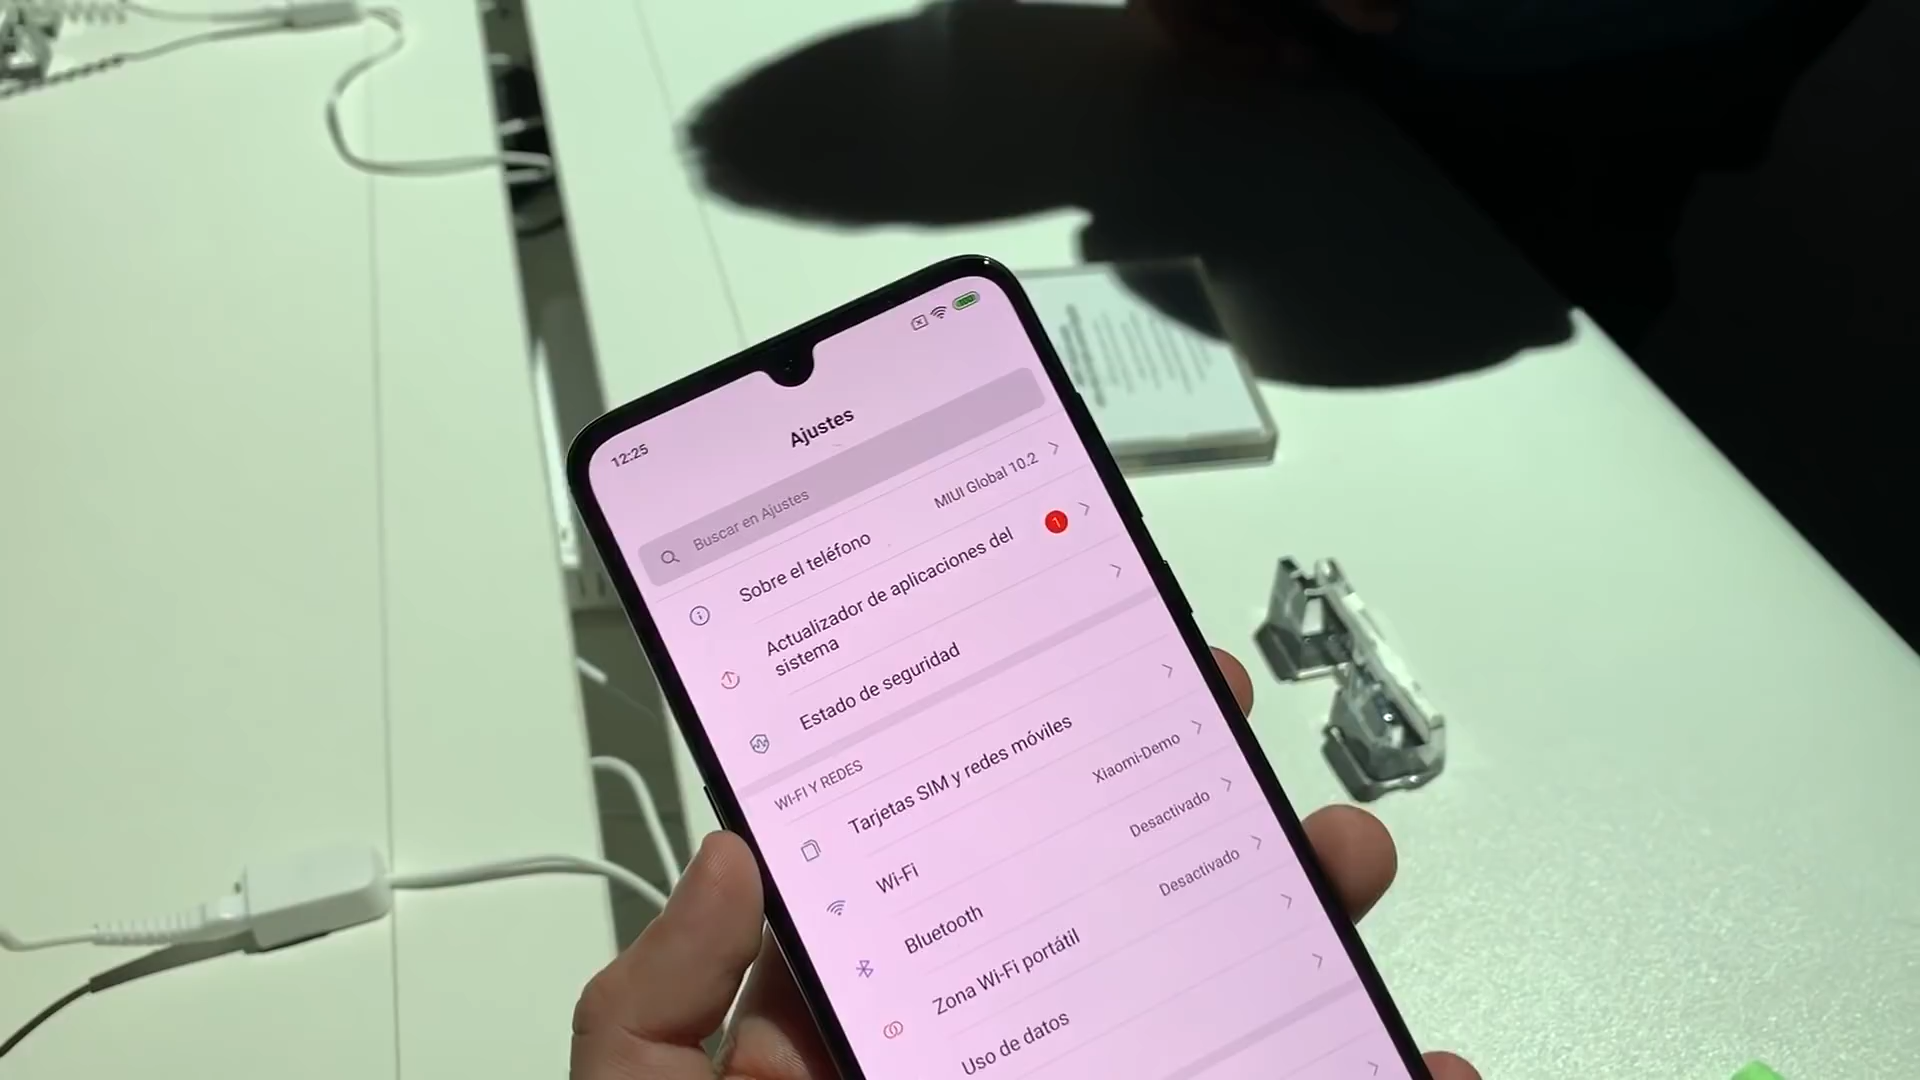 12:25
100
Ajustes
Buscar en Ajustes
Sobre el teléfono MIUI Global 10.2
Actualizador de aplicaciones del
sistema
1
Estado de seguridad
WI-FI Y REDES
Tarjetas SIM y redes móviles
Wi-Fi Xiaomi-Demo
Bluetooth Desactivado
Zona Wi-Fi portátil Desactivado
Uso de datos